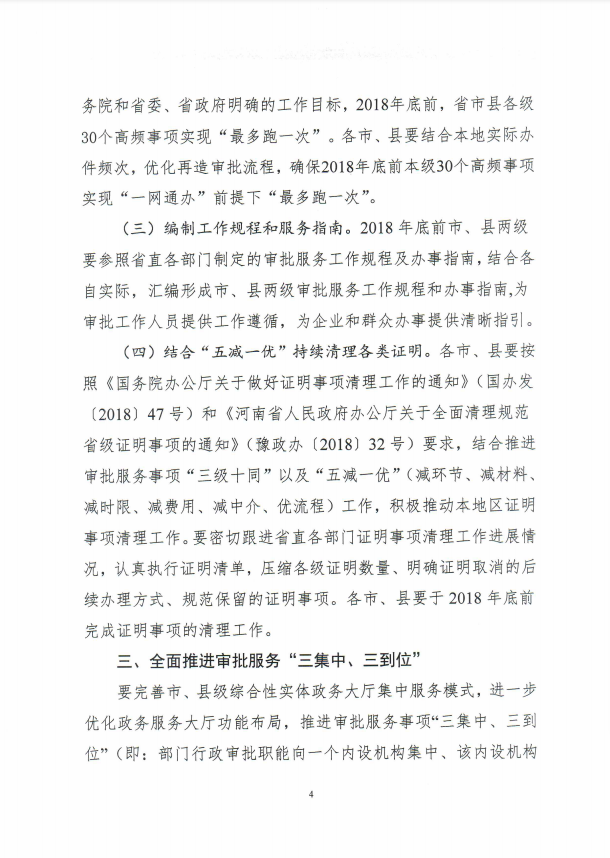 务院和省委、省政府明确的工作目标，2018年底前，省市县各级
30个高频事项实现“最多跑一次”。各市、县要结合本地实际办
件频次，优化再造审批流程，确保2018年底前本级30个高频事项
实现“一网通办”前提下“最多跑一次”。
（三）编制工作规程和服务指南。2018 年底前市、县两级
要参照省直各部门制定的审批服务工作规程及办事指南，结合各
自实际，汇编形成市、县两级审批服务工作规程和办事指南,为
审批工作人员提供工作遵循，为企业和群众办事提供清晰指引。
（四）结合“五减一优”持续清理各类证明。各市、县要按
照《国务院办公厅关于做好证明事项清理工作的通知》（国办发
〔2018〕47 号）和《河南省人民政府办公厅关于全面清理规范
省级证明事项的通知》（豫政办〔2018〕32 号）要求，结合推进
审批服务事项“三级十同”以及“五减一优”（减环节、减材料、
减时限、减费用、减中介、优流程）工作，积极推动本地区证明
事项清理工作。要密切跟进省直各部门证明事项清理工作进展情
况，认真执行证明清单，压缩各级证明数量、明确证明取消的后
续办理方式、规范保留的证明事项。各市、县要于 2018 年底前
完成证明事项的清理工作。
三、全面推进审批服务“三集中、三到位”
要完善市、县级综合性实体政务大厅集中服务模式，进一步
优化政务服务大厅功能布局，推进审批服务事项“三集中、三到
位”（即：部门行政审批职能向一个内设机构集中、该内设机构
4